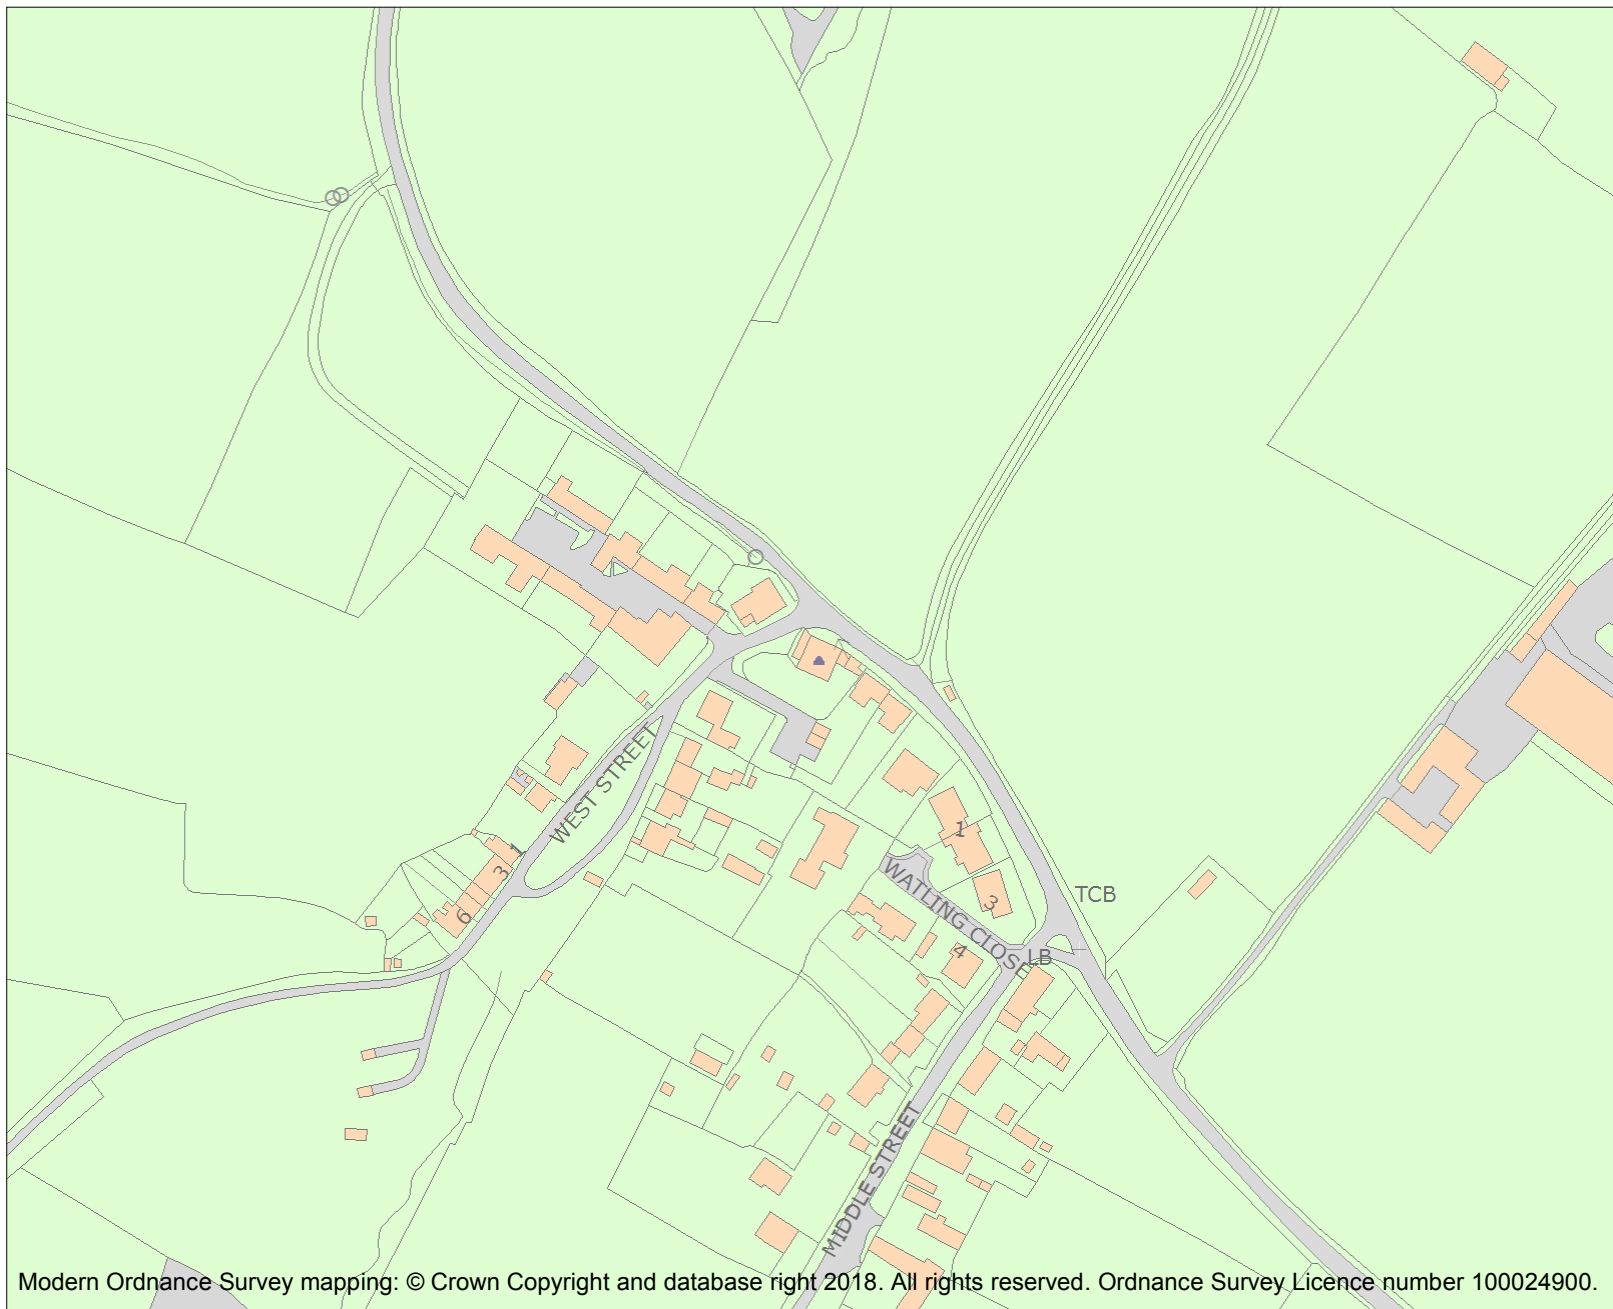 WEST STREET
1
3
6
1
3
WATLING CLOSE
4
TCB
LB
MIDDLE STREET
Modern Ordnance Survey mapping: © Crown Copyright and database right 2018. All rights reserved. Ordnance Survey Licence number 100024900.